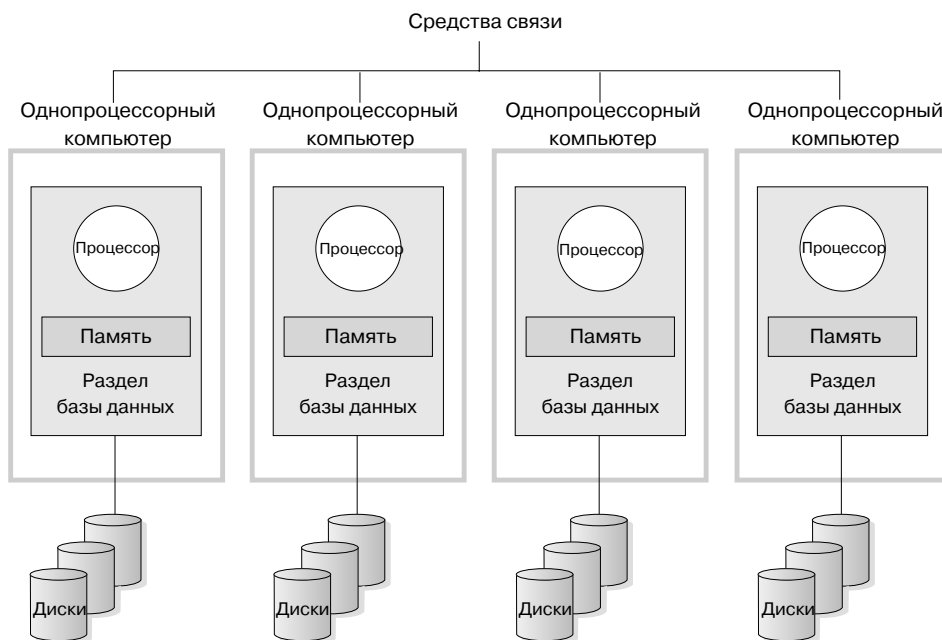 Средства связи
Однопроцессорный
компьютер
Однопроцессорный
компьютер
Однопроцессорный
компьютер
Однопроцессорный
компьютер
Процессор
Процессор
Процессор
Процессор
Память
Память
Память
Память
Раздел
базы данных
Раздел
базы данных
Раздел
базы данных
Раздел
базы данных
Диски
Диски
Диски
Диски